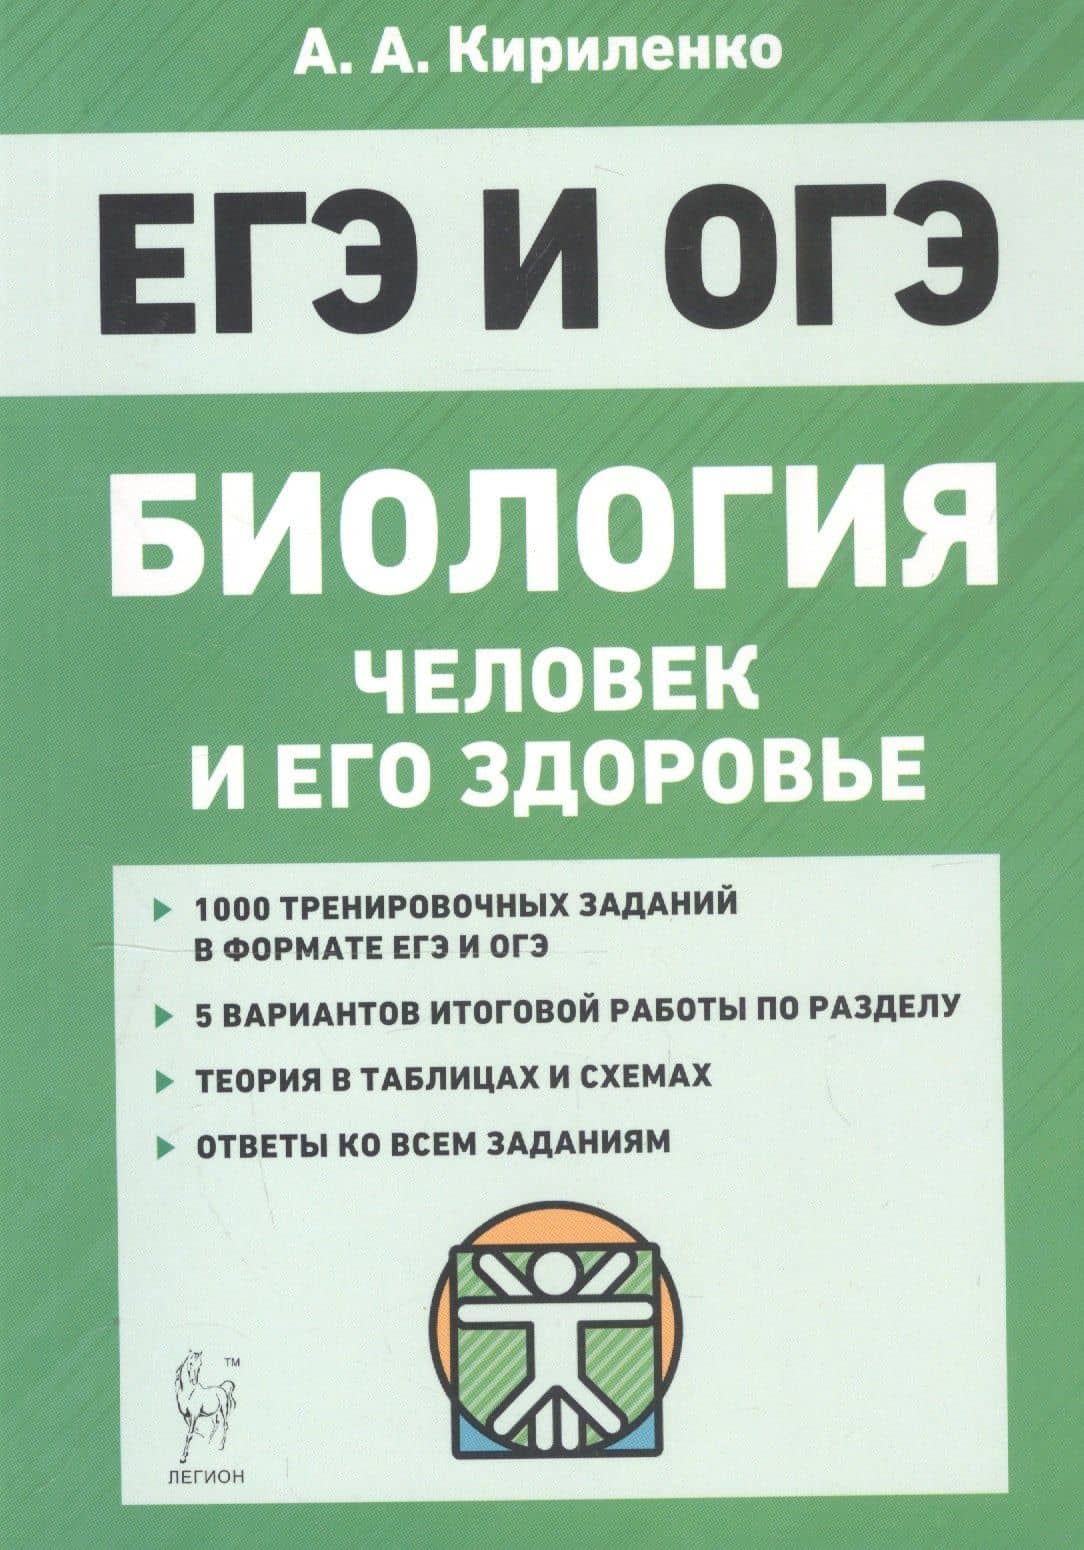 А. А. Кириленко
ЕГЭ И ОГЭ
БИОЛОГИЯ
ЧЕЛОВЕК
И ЕГО ЗДОРОВЬЕ
1000 ТРЕНИРОВОЧНЫХ ЗАДАНИЙ
В ФОРМАТЕ ЕГЭ И ОГЭ
5 ВАРИАНТОВ ИТОГОВОЙ РАБОТЫ ПО РАЗДЕЛУ
ТЕОРИЯ В ТАБЛИЦАХ И СХЕМАХ
ОТВЕТЫ КО ВСЕМ ЗАДАНИЯМ
TM
ЛЕГИОН